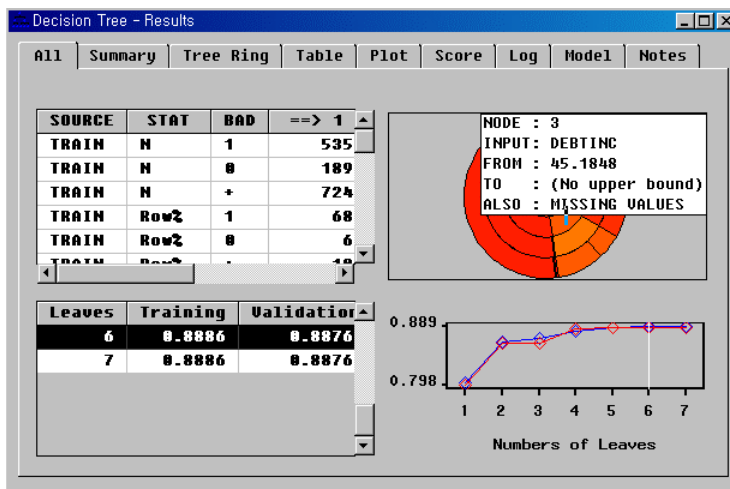 Decision Tree - Results
All Summary Tree Ring Table Plot Score Log Model Notes
SOURCE STAT BAD ==> 1
TRAIN N 1 535
TRAIN N 0 189
TRAIN N + 724
TRAIN Row% 1 68
TRAIN Row% 0 6
NODE : 3
INPUT: DEBTINC
FROM : 45.1848
TO : (No upper bound)
ALSO : MISSING VALUES
Leaves Training Validation
6 0.8886 0.8876
7 0.8886 0.8876
0.889
0.798
1 2 3 4 5 6 7
Numbers of Leaves